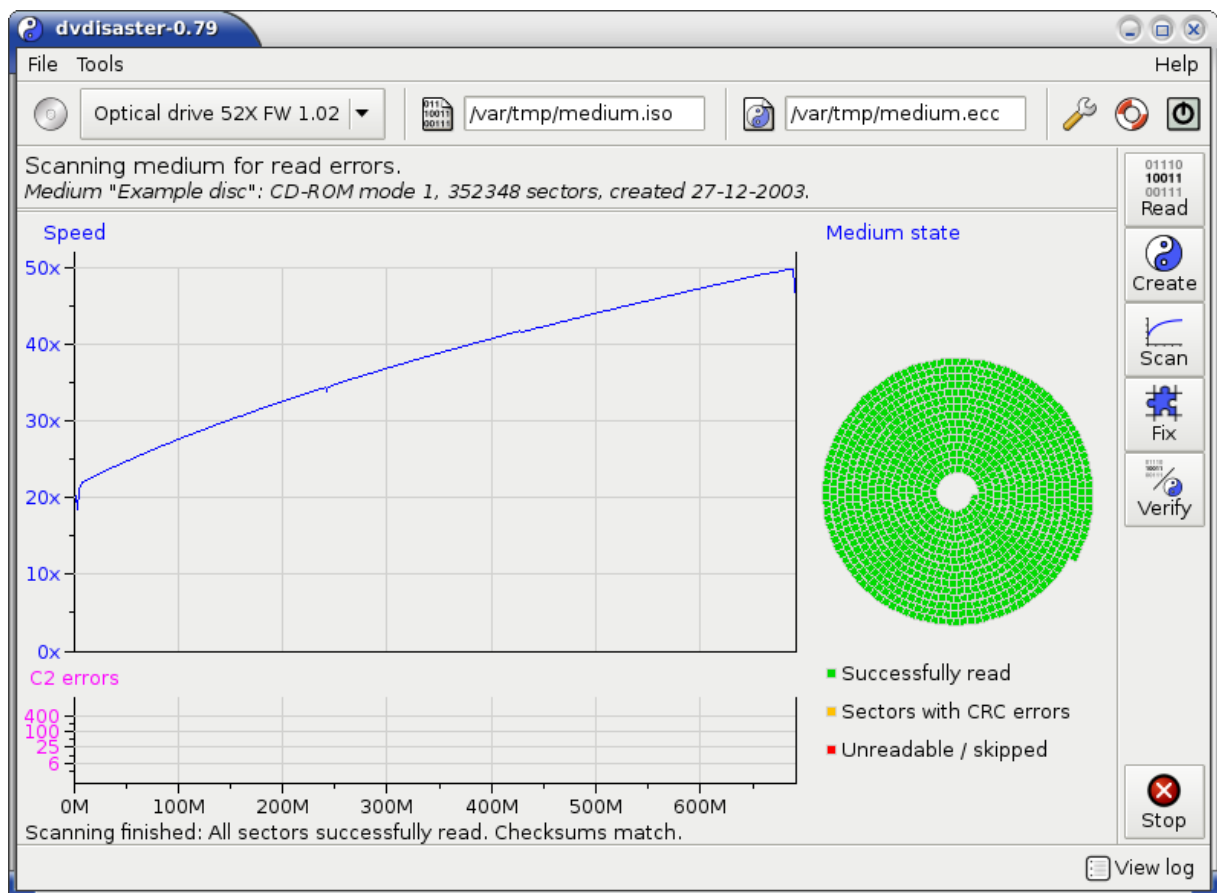 dvdisaster-0.79
File Tools Help
Optical drive 52X FW 1.02
011
10011
00111
/var/tmp/medium.iso
/var/tmp/medium.ecc
Scanning medium for read errors.
Medium "Example disc": CD-ROM mode 1, 352348 sectors, created 27-12-2003.
01110
10011
00111
Read
Create
Scan
Fix
Verify
Speed
50x
40x
30x
20x
10x
0x
Medium state
C2 errors
400
100
25
6
0M 100M 200M 300M 400M 500M 600M
Successfully read
Sectors with CRC errors
Unreadable / skipped
Scanning finished: All sectors successfully read. Checksums match.
Stop
View log